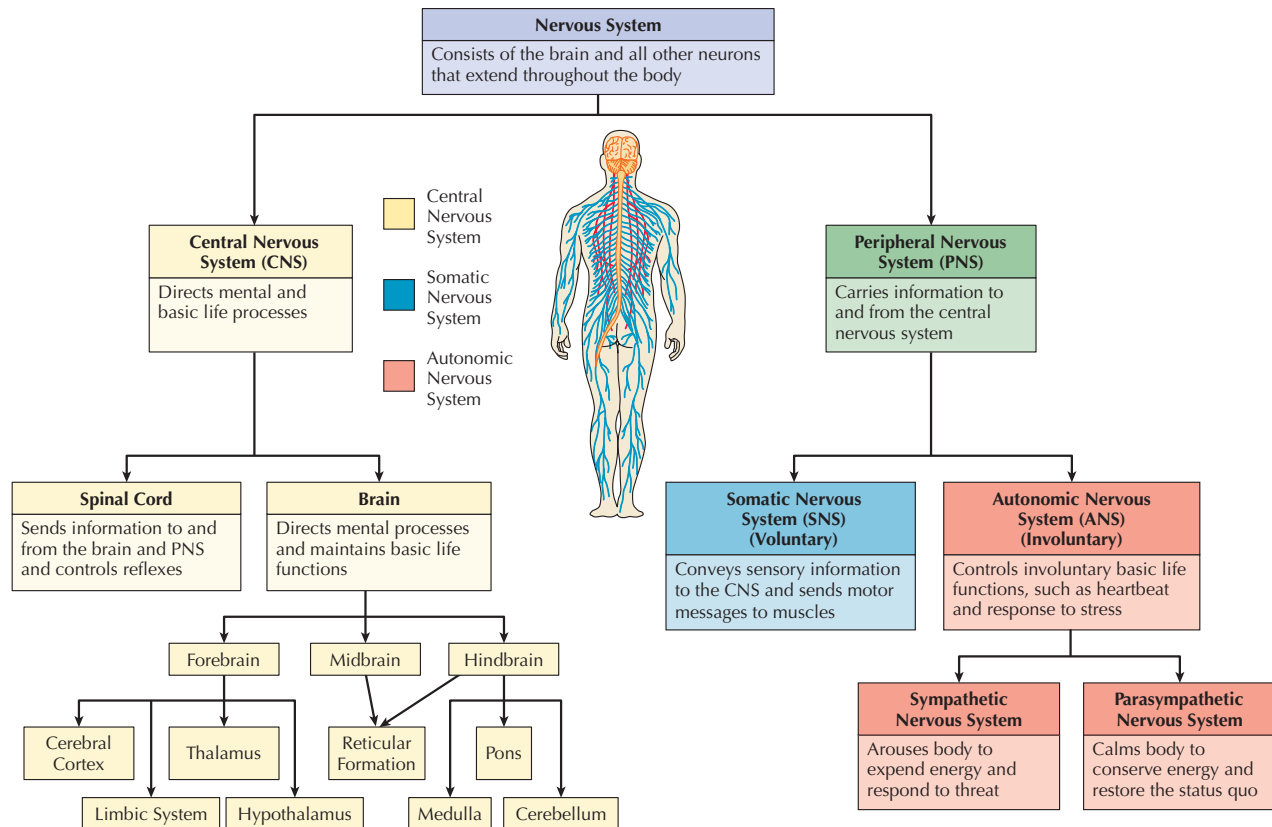 Nervous System
Consists of the brain and all other neurons
that extend throughout the body
Central
Nervous
System
Somatic
Nervous
System
Autonomic
Nervous
System
Central Nervous
System (CNS)
Directs mental and
basic life processes
Peripheral Nervous
System (PNS)
Carries information to
and from the central
nervous system
Spinal Cord
Sends information to and
from the brain and PNS
and controls reflexes
Brain
Directs mental processes
and maintains basic life
functions
Somatic Nervous
System (SNS)
(Voluntary)
Conveys sensory information
to the CNS and sends motor
messages to muscles
Autonomic Nervous
System (ANS)
(Involuntary)
Controls involuntary basic life
functions, such as heartbeat
and response to stress
Forebrain
Midbrain
Hindbrain
Cerebral
Cortex
Thalamus
Reticular
Formation
Pons
Limbic System
Hypothalamus
Medulla
Cerebellum
Sympathetic
Nervous System
Arouses body to
expend energy and
respond to threat
Parasympathetic
Nervous System
Calms body to
conserve energy and
restore the status quo